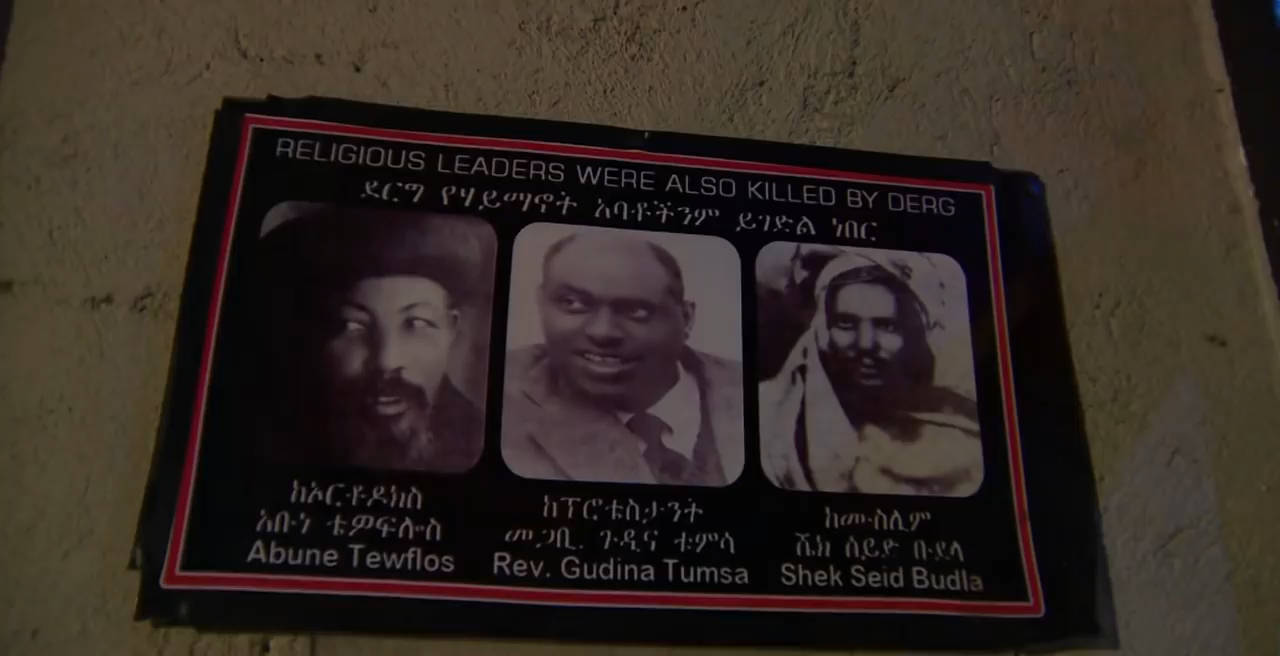 RELIGIOUS LEADERS WERE ALSO KILLED BY DERG
ደርግ የሃይማኖት አባቶችንም ይገድል ነበር
ከኦርቶዶክስ
አቡነ ቴዎፍሎስ
Abune Tewflos
ከፕሮቴስታንት
መጋቢ. ጉዲና ቱምሳ
Rev. Gudina Tumsa
ከሙስሊም
ሼክ ሰይድ ቡደላ
Shek Seid Budla